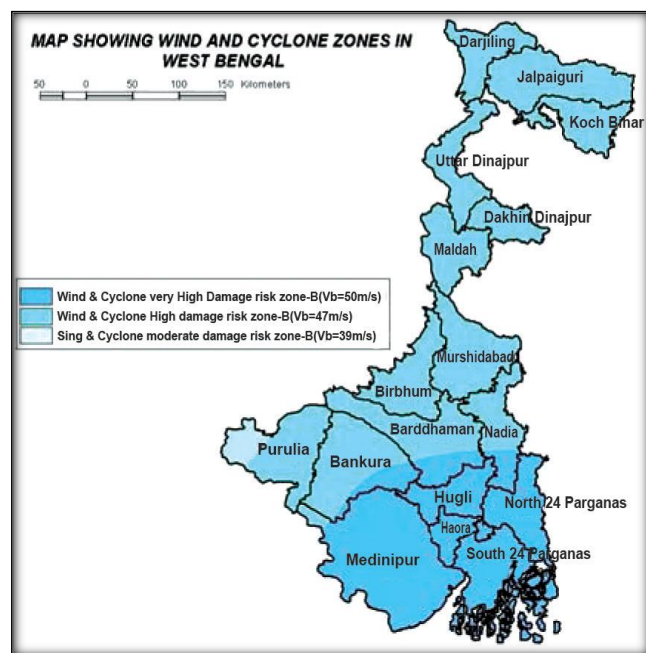 MAP SHOWING WIND AND CYCLONE ZONES IN
WEST BENGAL
50 0 50 100 150 Kilometers
Darjiling
Jalpaiguri
Koch Bihar
Uttar Dinajpur
Dakhin Dinajpur
Maldah
Wind & Cyclone very High Damage risk zone-B(Vb=50m/s)
Wind & Cyclone High damage risk zone-B(Vb=47m/s)
Sing & Cyclone moderate damage risk zone-B(Vb=39m/s)
Murshidabad
Birbhum
Barddhaman
Nadia
Purulia
Bankura
Hugli
North 24 Parganas
Haora
South 24 Parganas
Medinipur